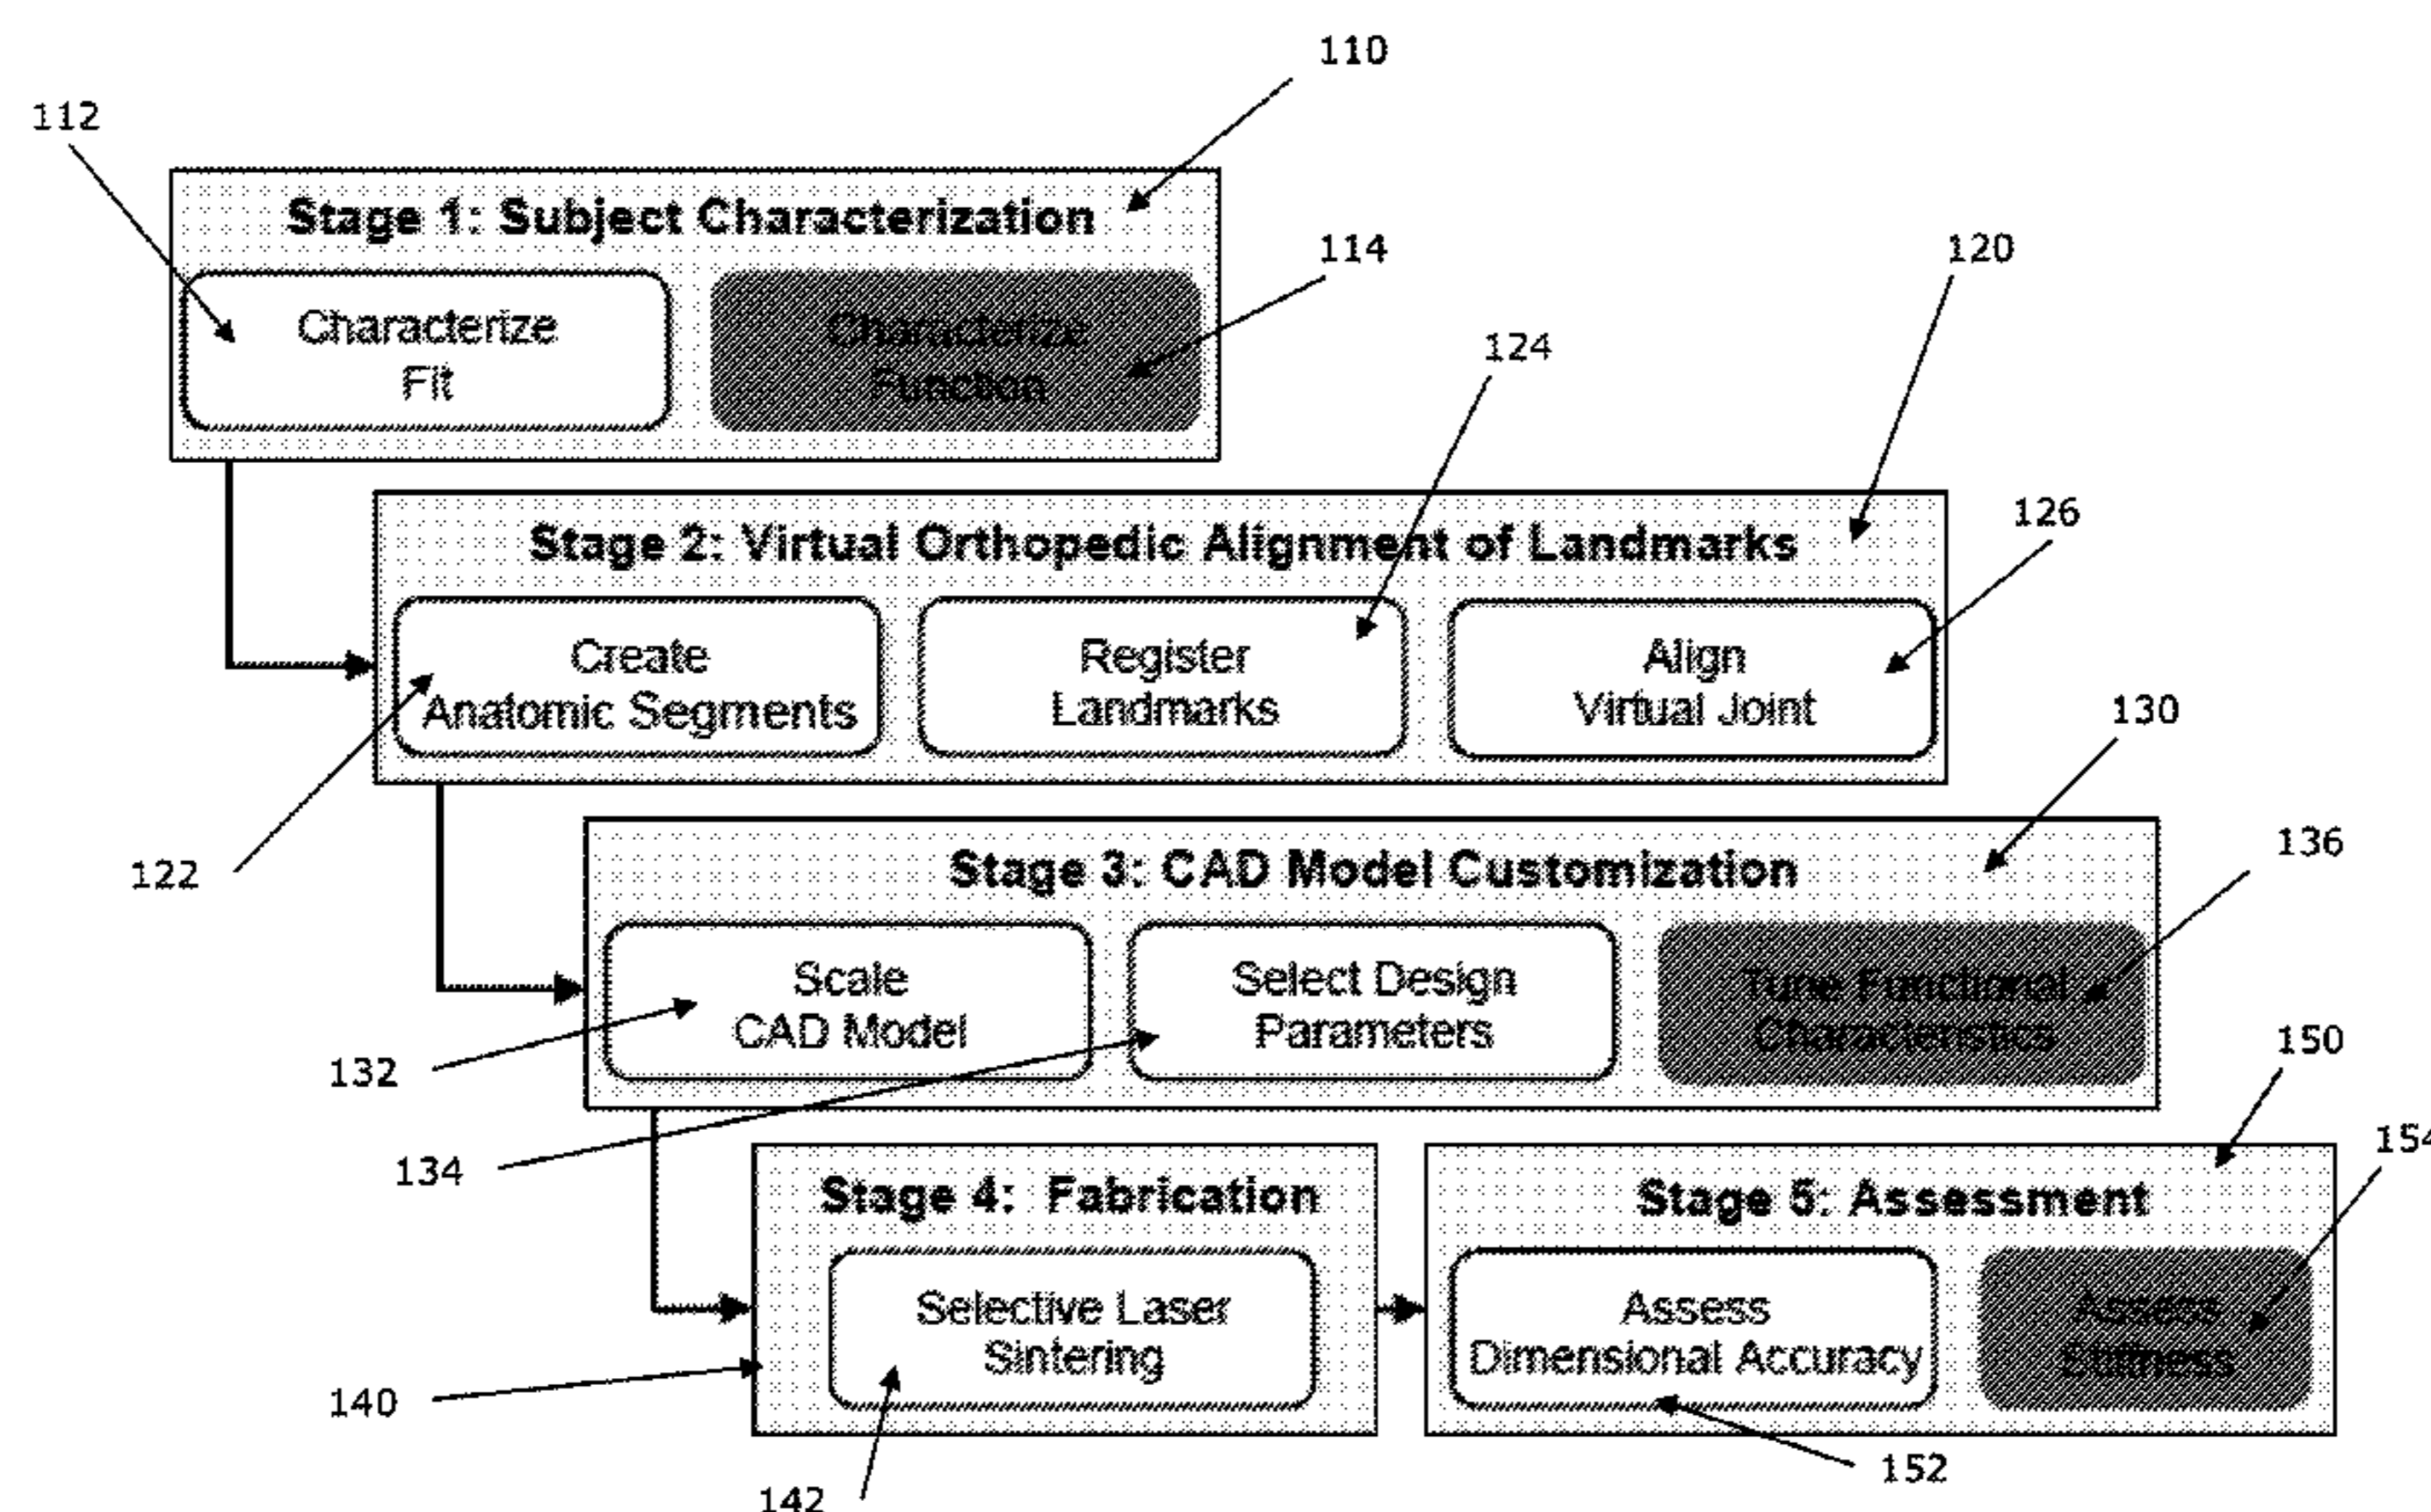 110
112
Stage 1: Subject Characterization
114
120
Characterize
Fit
Characterize
Function
124
126
Stage 2: Virtual Orthopedic Alignment of Landmarks
Create
Anatomic Segments
Register
Landmarks
Align
Virtual Joint
130
122
136
Stage 3: CAD Model Customization
Scale
CAD Model
Select Design
Parameters
Tune Functional
Characteristics
132
150
134
154
Stage 4: Fabrication
Stage 5: Assessment
Selective Laser
Sintering
Assess
Dimensional Accuracy
Assess
Stiffness
140
142
152